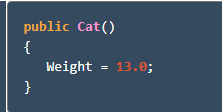 public Cat()
{
Weight = 13.0;
}